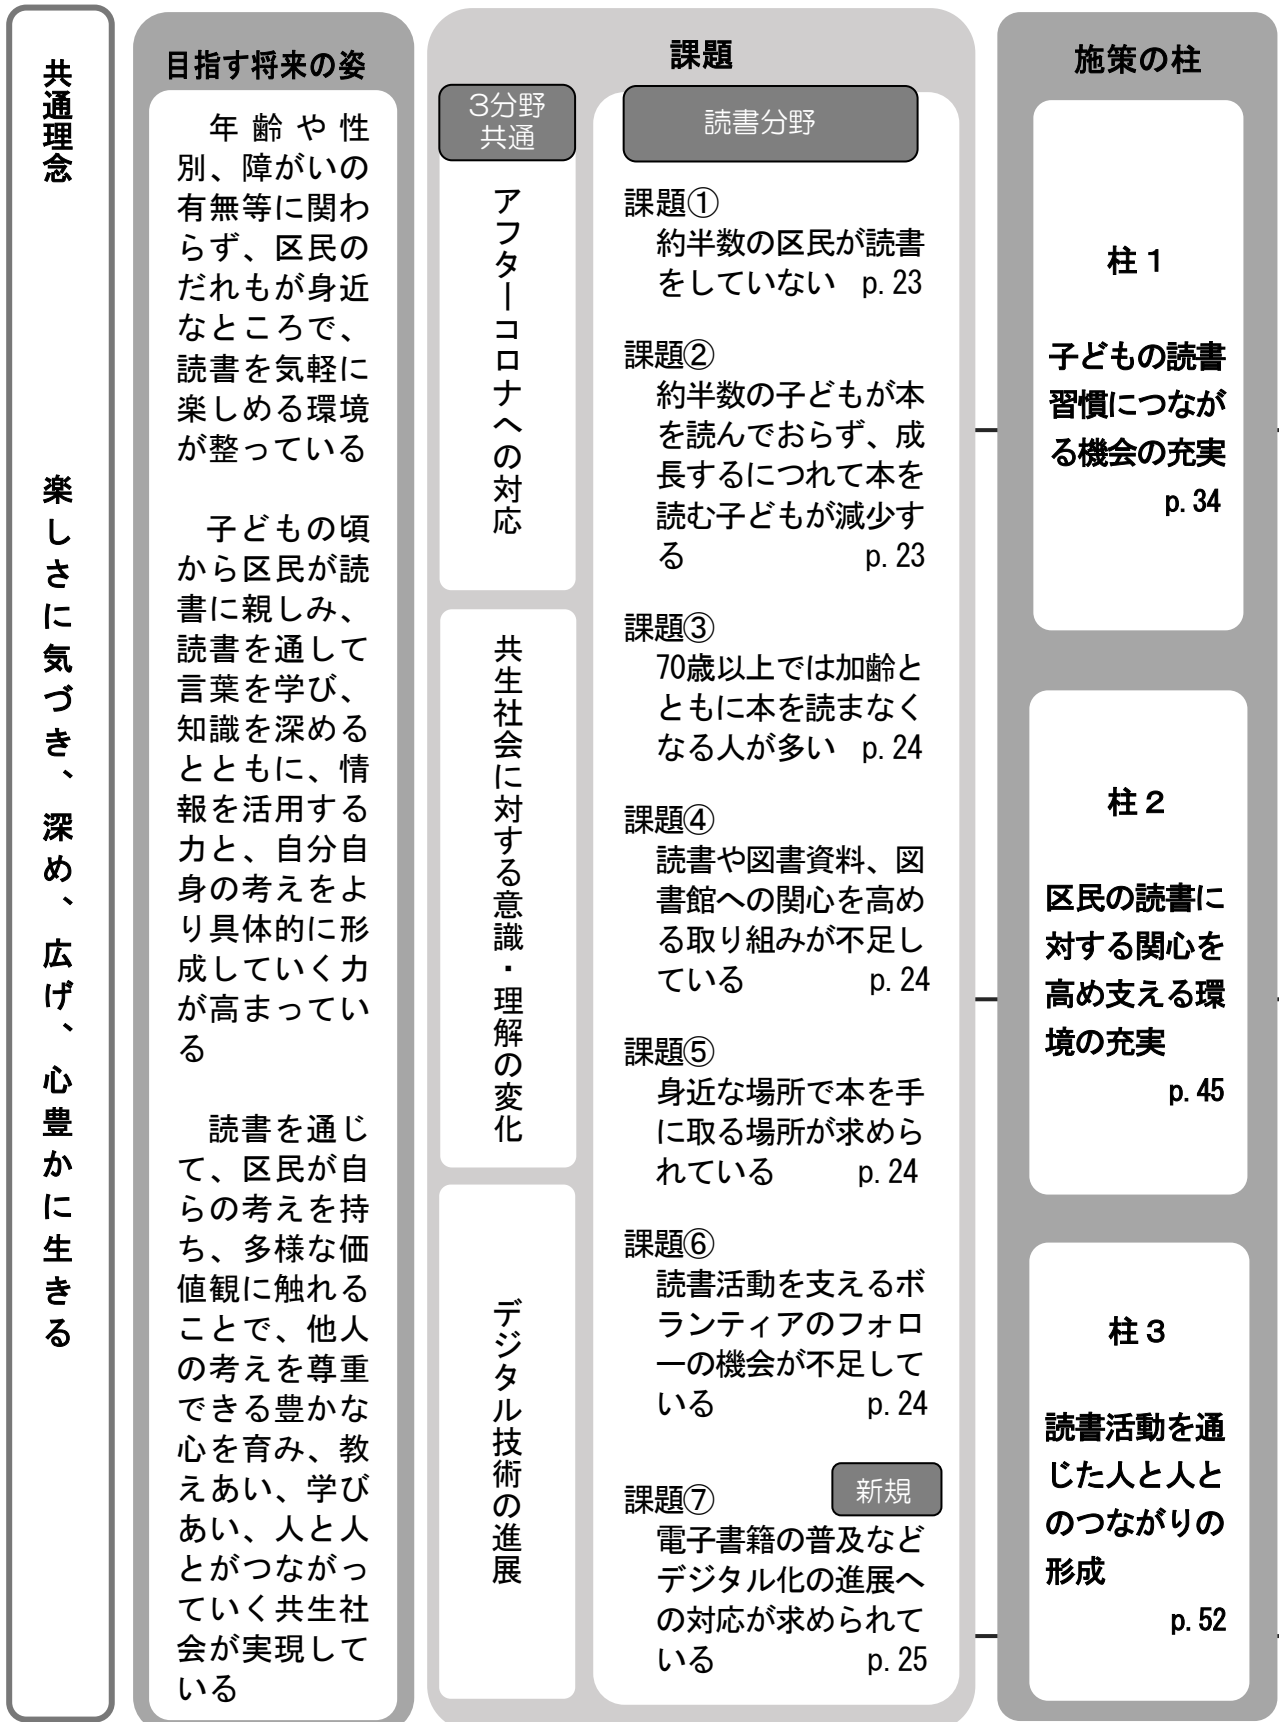 共通理念
楽しさに気づき、深め、広げ、心豊かに生きる
目指す将来の姿
年齢や性
別、障がいの
有無等に関わ
らず、区民の
だれもが身近
なところで、
読書を気軽に
楽しめる環境
が整っている
子どもの頃
から区民が読
書に親しみ、
読書を通して
言葉を学び、
知識を深める
とともに、情
報を活用する
力と、自分自
身の考えをよ
り具体的に形
成していく力
が高まってい
る
読書を通じ
て、区民が自
らの考えを持
ち、多様な価
値観に触れる
ことで、他人
の考えを尊重
できる豊かな
心を育み、教
えあい、学び
あい、人と人
とがつながっ
ていく共生社
会が実現して
いる
課題
3分野
共通
アフターコロナへの対応
共生社会に対する意識・理解の変化
デジタル技術の進展
読書分野
課題①
約半数の区民が読書
をしていない p.23
課題②
約半数の子どもが本
を読んでおらず、成
長するにつれて本を
読む子どもが減少す
る p.23
課題③
70歳以上では加齢と
ともに本を読まなく
なる人が多い p.24
課題④
読書や図書資料、図
書館への関心を高め
る取り組みが不足し
ている p.24
課題⑤
身近な場所で本を手
に取る場所が求めら
れている p.24
課題⑥
読書活動を支えるボ
ランティアのフォロ
ーの機会が不足して
いる p.24
課題⑦ 新規
電子書籍の普及など
デジタル化の進展へ
の対応が求められて
いる p.25
施策の柱
柱1
子どもの読書
習慣につなが
る機会の充実
p.34
柱2
区民の読書に
対する関心を
高め支える環
境の充実
p.45
柱3
読書活動を通
じた人と人と
のつながりの
形成
p.52